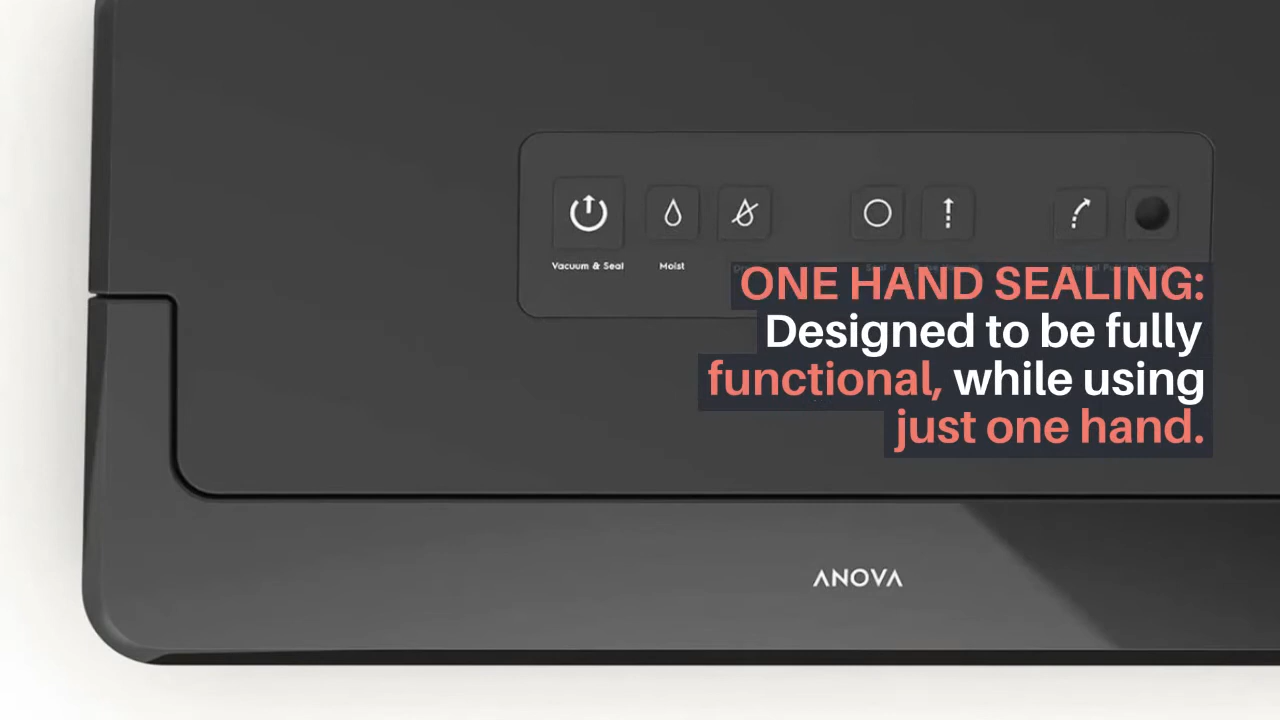 Vacuum & Seal Moist
ONE HAND SEALING:
Designed to be fully
functional, while using
just one hand.
ANOVA